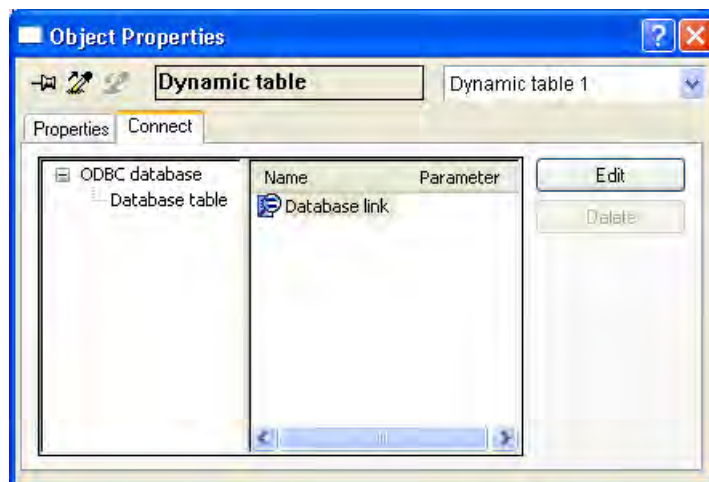 Object Properties
Dynamic table
Dynamic table 1
Properties
Connect
ODBC database
Database table
Name Parameter
Database link
Edit
Delete